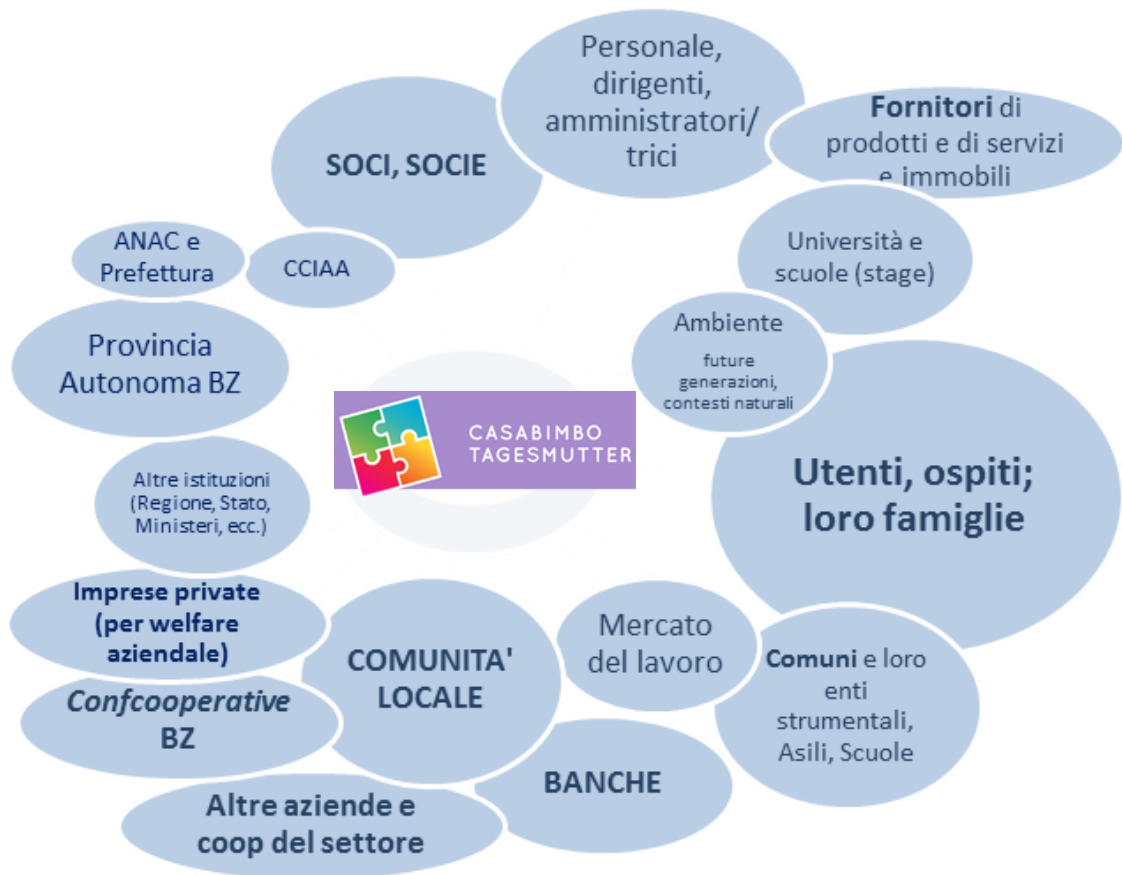 Personale,
dirigenti,
amministratori/
trici
Fornitori di
prodotti e di servizi
e immobili
SOCI, SOCIE
Università e
scuole (stage)
ANAC e
Prefettura
CCIAA
Ambiente
future
generazioni,
contesti naturali
Provincia
Autonoma BZ
CASABIMBO
TAGESMUTTER
Utenti, ospiti;
loro famiglie
Altre istituzioni
(Regione, Stato,
Ministeri, ecc.)
Imprese private
(per welfare
aziendale)
COMUNITA'
LOCALE
Mercato
del lavoro
Comuni e loro
enti
strumentali,
Asili, Scuole
Confcooperative
BZ
BANCHE
Altre aziende e
coop del settore